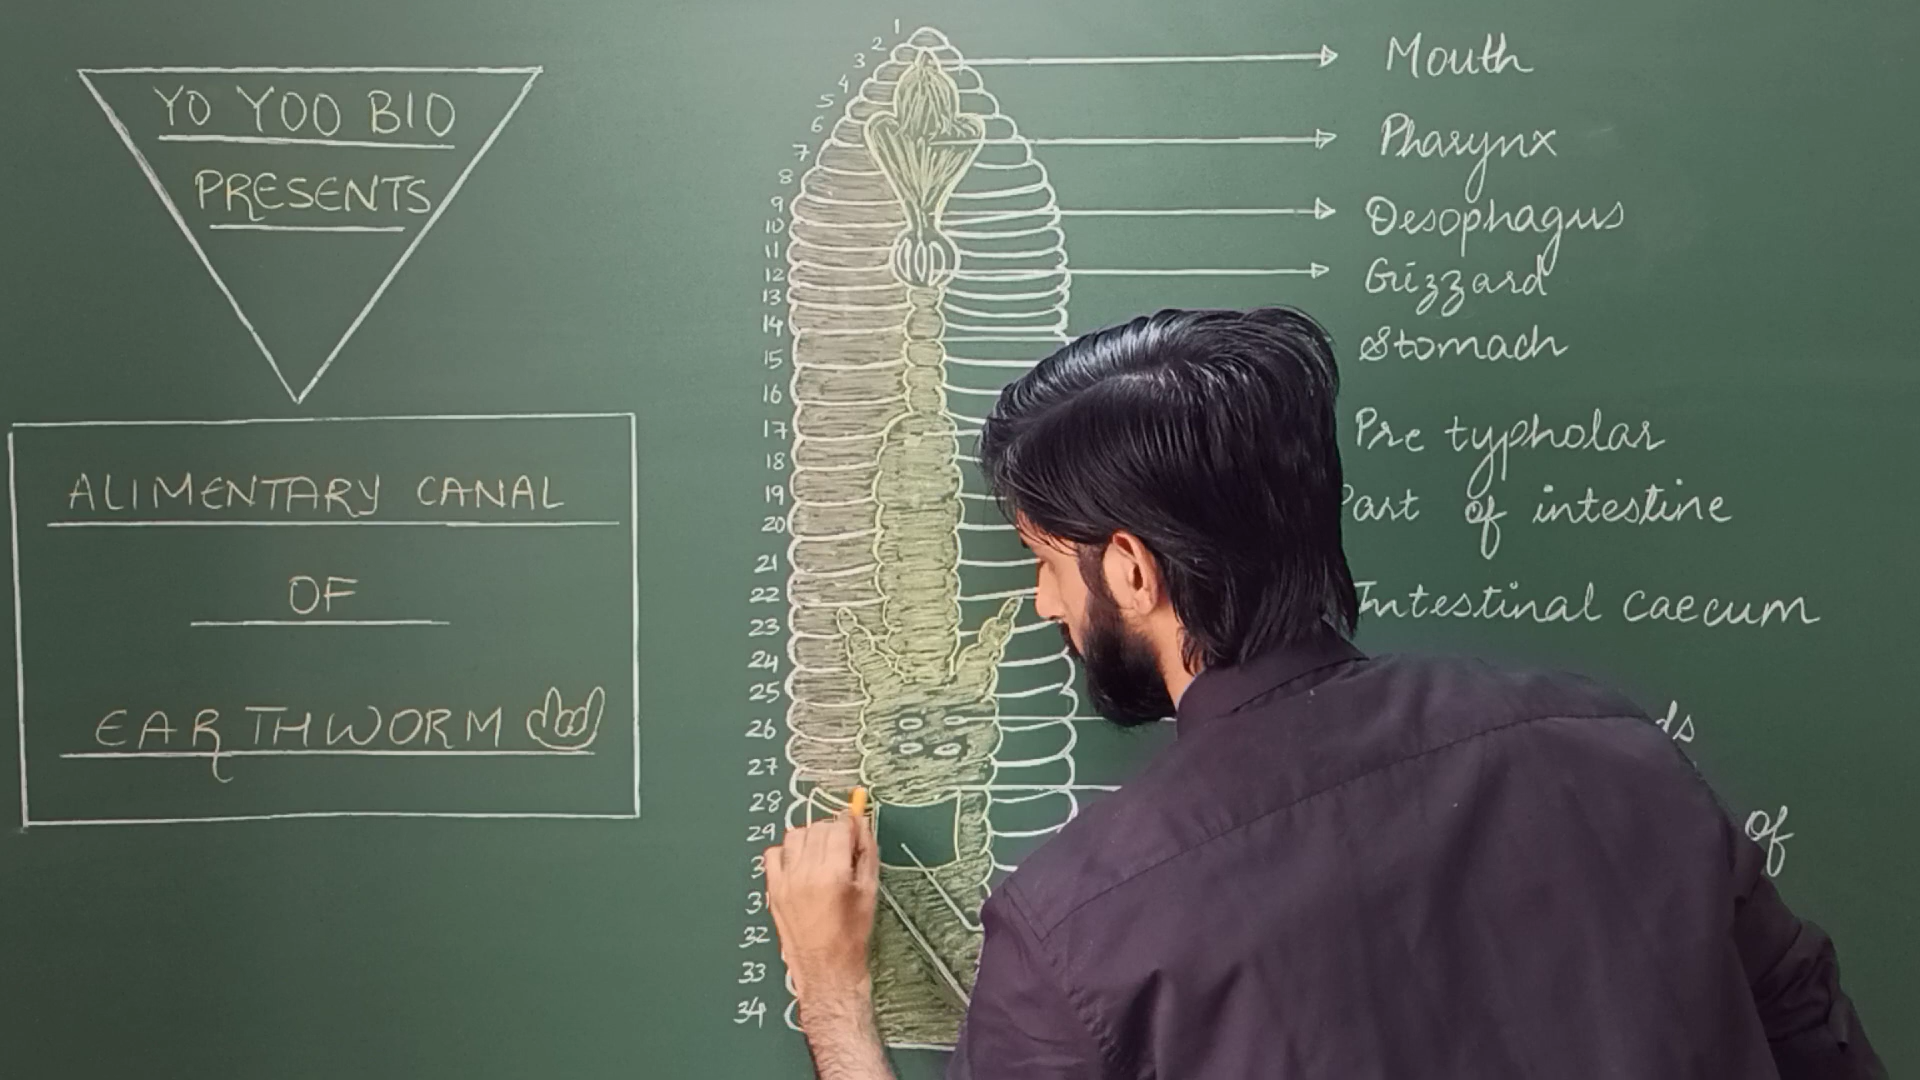 YO YOO BIO
PRESENTS
ALIMENTARY CANAL
OF
EARTHWORM
1
2
3
4
5
6
7
8
9
10
11
12
13
14
15
16
17
18
19
20
21
22
23
24
25
26
27
28
29
31
32
33
34
Mouth
Pharynx
Oesophagus
Gizzard
Stomach
Pre typholar
Part of intestine
Intestinal caecum
of